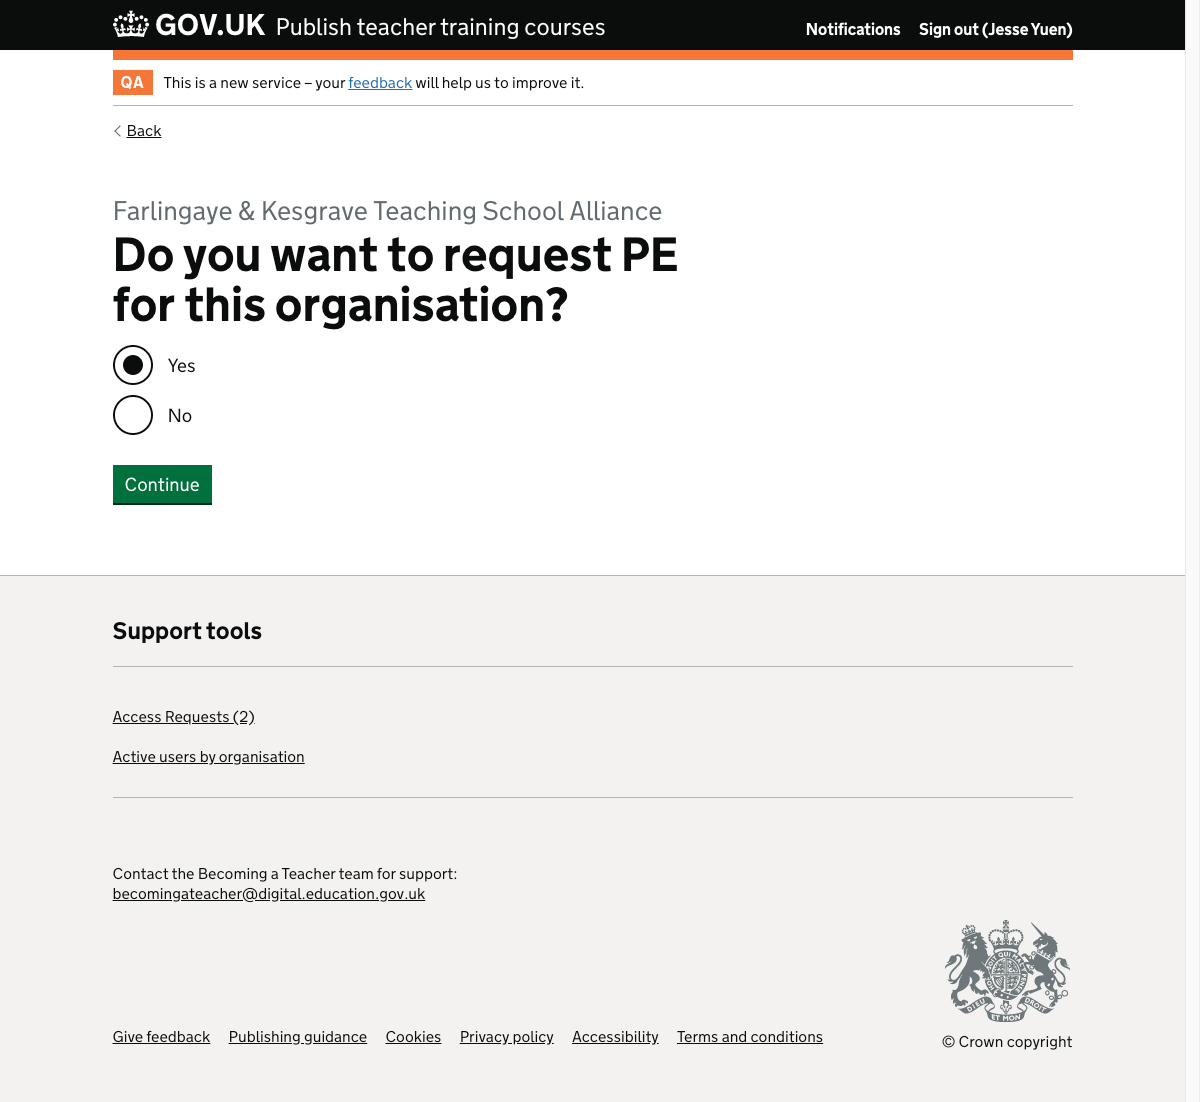 GOV.UK Publish teacher training courses
Notifications Sign out (Jesse Yuen)
QA This is a new service – your feedback will help us to improve it.
Back
Farlingaye & Kesgrave Teaching School Alliance
Do you want to request PE
for this organisation?
Yes
No
Continue
Support tools
Access Requests (2)
Active users by organisation
Contact the Becoming a Teacher team for support:
becomingateacher@digital.education.gov.uk
Give feedback Publishing guidance Cookies Privacy policy Accessibility Terms and conditions
DIEU ET MON DROIT
© Crown copyright